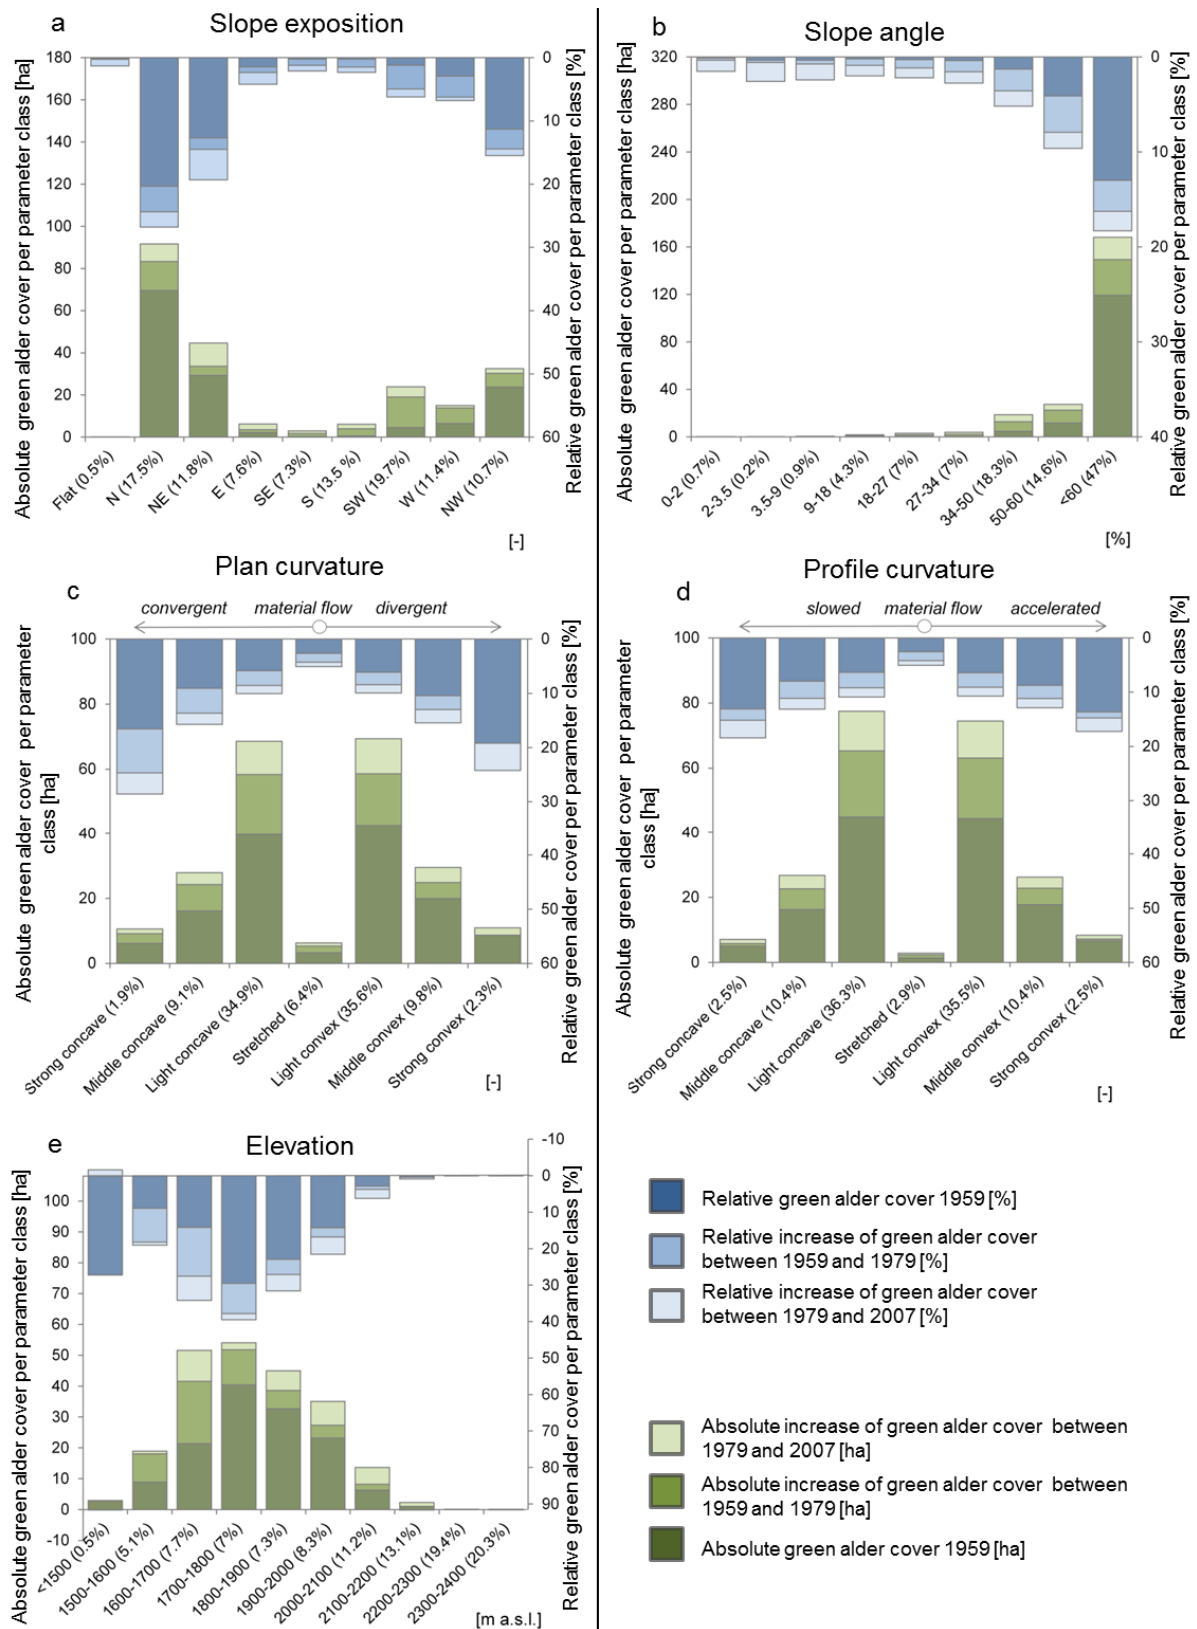 a
Slope exposition
Absolute green alder cover per parameter class [ha]
180
160
140
120
100
80
60
40
20
0
0
10
20
30
40
50
60
Relative green alder cover per parameter class [%]
Flat (0.5%)
N (17.5%)
NE (11.8%)
E (7.6%)
SE (7.3%)
S (13.5 %)
SW (19.7%)
W (11.4%)
NW (10.7%)
[-]
b
Slope angle
Absolute green alder cover per parameter class [ha]
320
280
240
200
160
120
80
40
0
0
10
20
30
40
Relative green alder cover per parameter class [%]
0-2 (0.7%)
2-3.5 (0.2%)
3.5-9 (0.9%)
9-18 (4.3%)
18-27 (7%)
27-34 (7%)
34-50 (18.3%)
50-60 (14.6%)
<60 (47%)
[%]
Plan curvature
c
convergent material flow divergent
Absolute green alder cover per parameter
class [ha]
100
80
60
40
20
0
0
10
20
30
40
50
60
Relative green alder cover per parameter class [%]
Strong concave (1.9%)
Middle concave (9.1%)
Light concave (34.9%)
Stretched (6.4%)
Light convex (35.6%)
Middle convex (9.8%)
Strong convex (2.3%)
[-]
Profile curvature
d
slowed material flow accelerated
Absolute green alder cover per parameter
class [ha]
100
80
60
40
20
0
0
10
20
30
40
50
60
Relative green alder cover per parameter class [%]
Strong concave (2.5%)
Middle concave (10.4%)
Light concave (36.3%)
Stretched (2.9%)
Light convex (35.5%)
Middle convex (10.4%)
Strong convex (2.5%)
[-]
e
Elevation
Absolute green alder cover per parameter class [ha]
100
90
80
70
60
50
40
30
20
10
0
-10
-10
0
10
20
30
40
50
60
70
80
90
Relative green alder cover per parameter class [%]
<1500 (0.5%)
1500-1600 (5.1%)
1600-1700 (7.7%)
1700-1800 (7%)
1800-1900 (7.3%)
1900-2000 (8.3%)
2000-2100 (11.2%)
2100-2200 (13.1%)
2200-2300 (19.4%)
2300-2400 (20.3%)
[m a.s.l.]
Relative green alder cover 1959 [%]
Relative increase of green alder cover
between 1959 and 1979 [%]
Relative increase of green alder cover
between 1979 and 2007 [%]
Absolute increase of green alder cover between
1979 and 2007 [ha]
Absolute increase of green alder cover between
1959 and 1979 [ha]
Absolute green alder cover 1959 [ha]